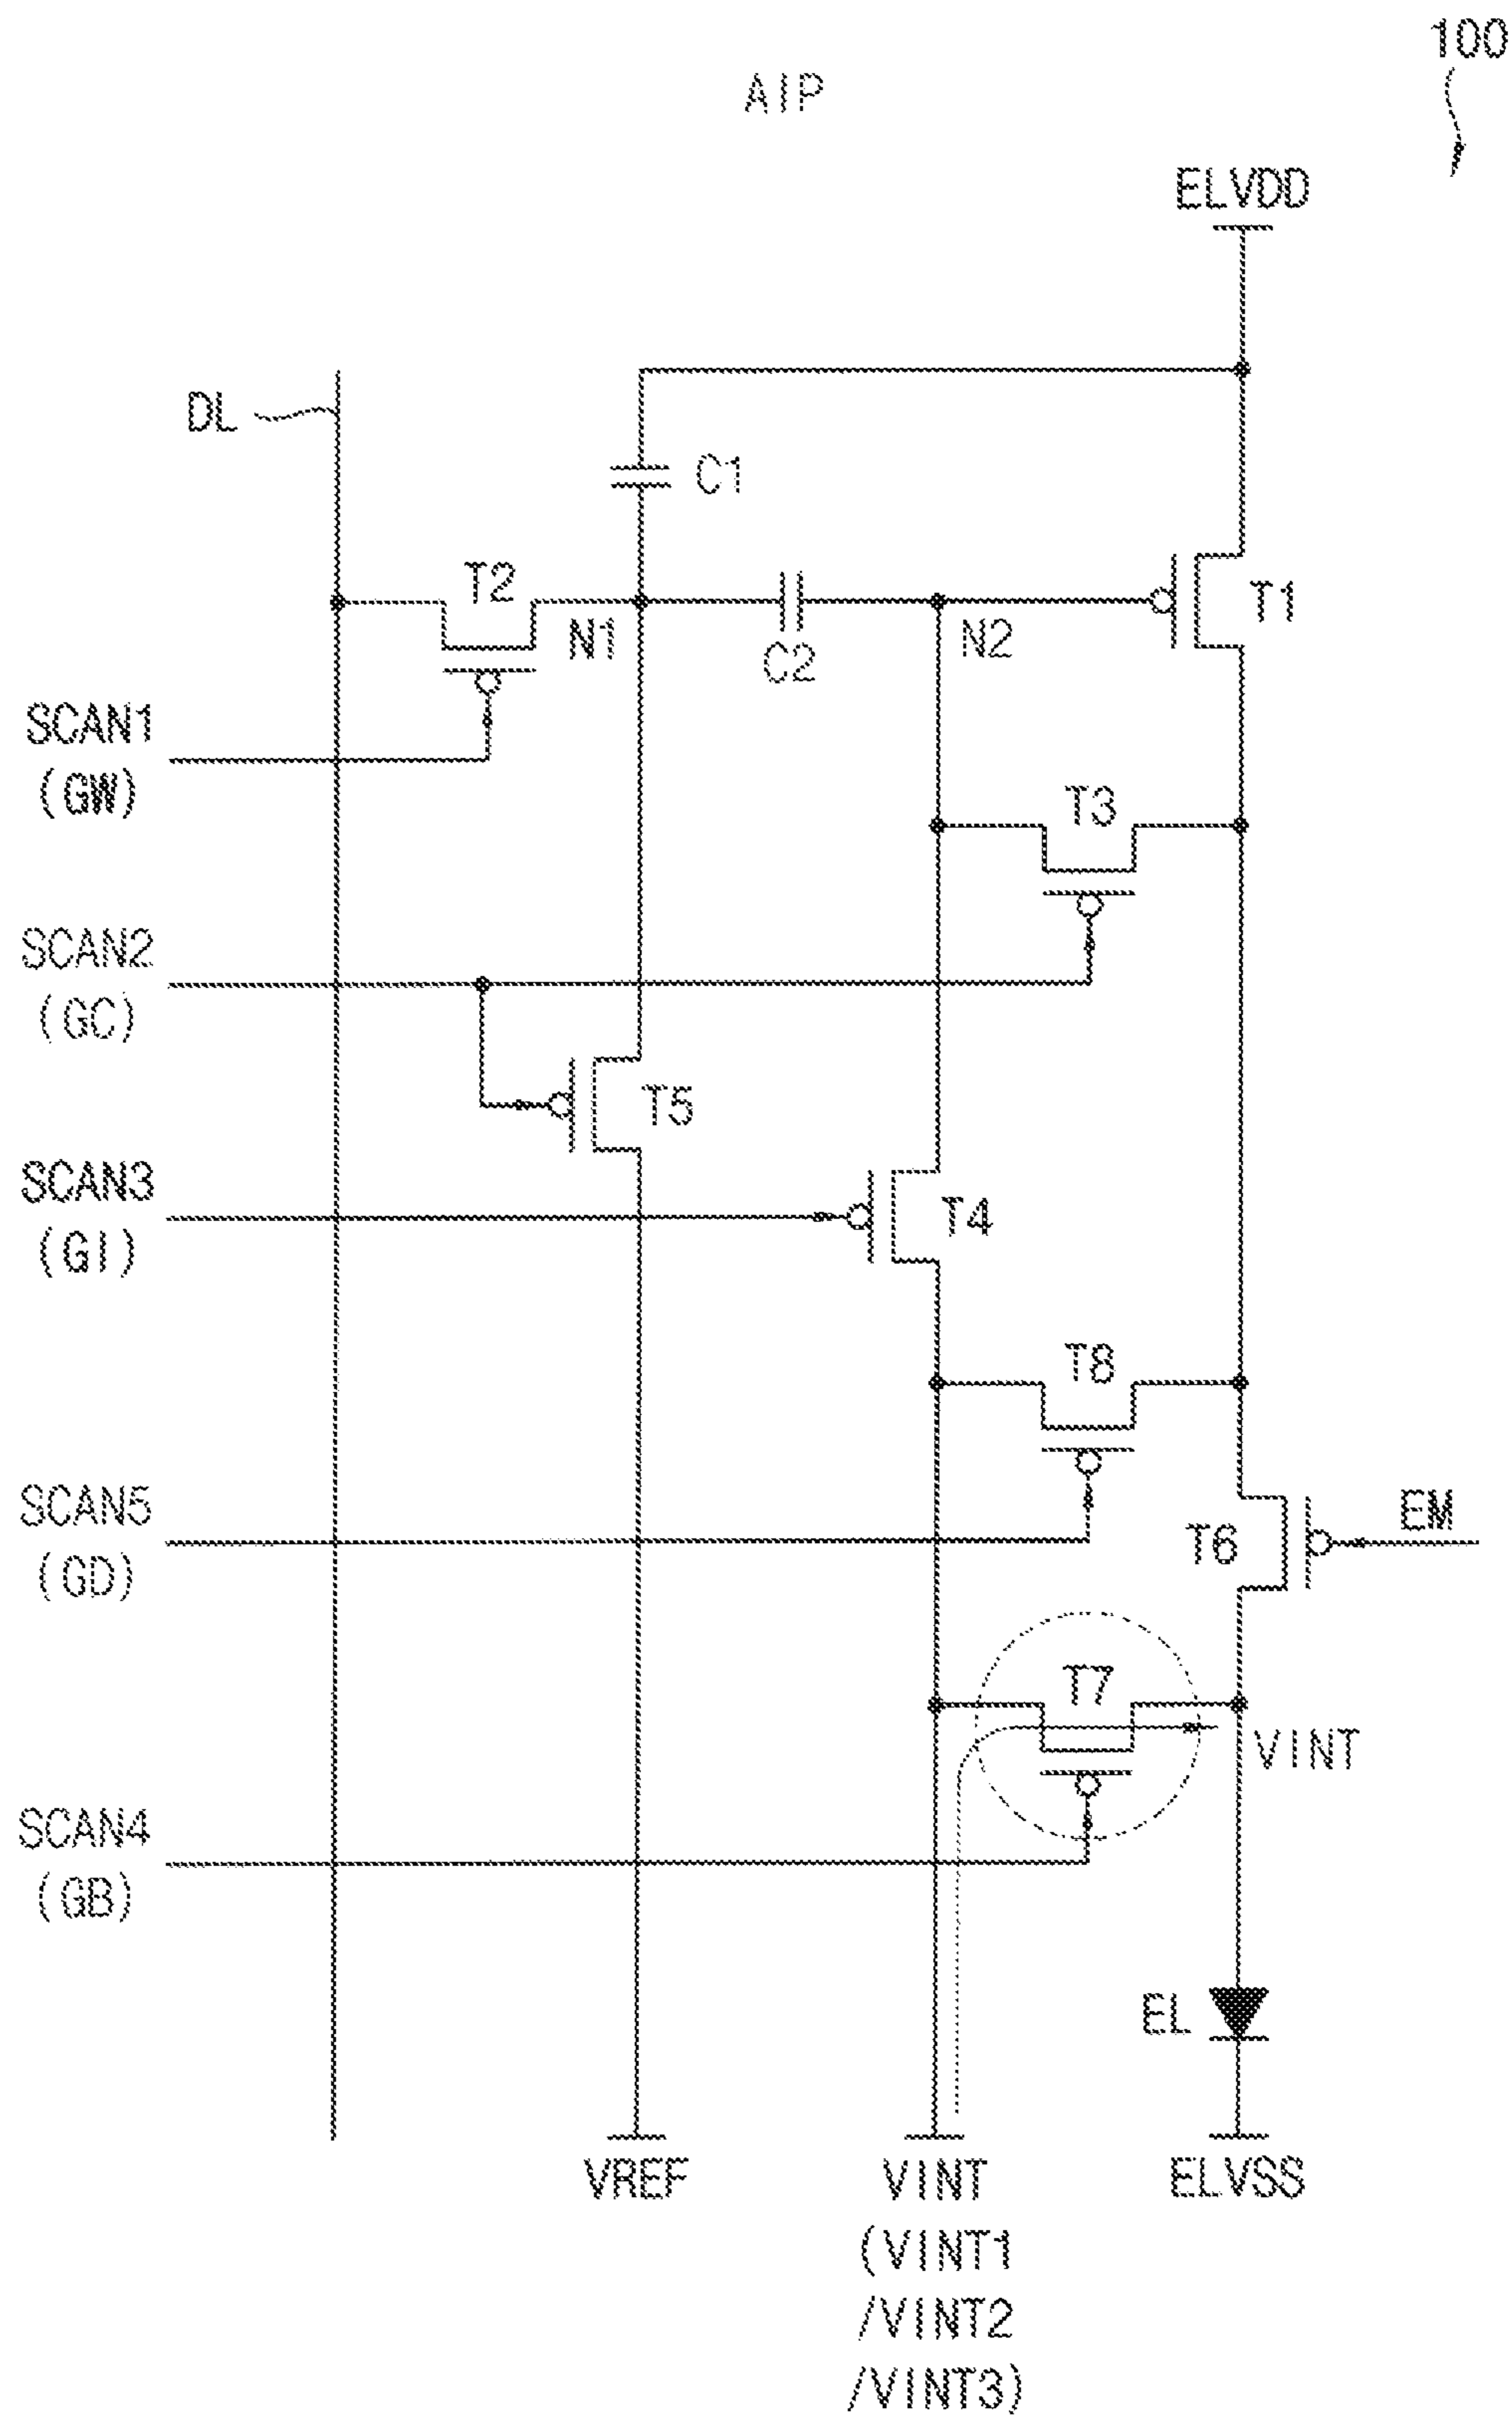 100
AIP
ELVDD
DL
C1
T2
T1
N1
N2
C2
SCAN1
(GW)
T3
SCAN2
(GC)
T5
SCAN3
(GI)
T4
T8
SCAN5
(GD)
T6
EM
T7
VINT
SCAN4
(GB)
EL
VREF
VINT
(VINT1
/VINT2
/VINT3)
ELVSS